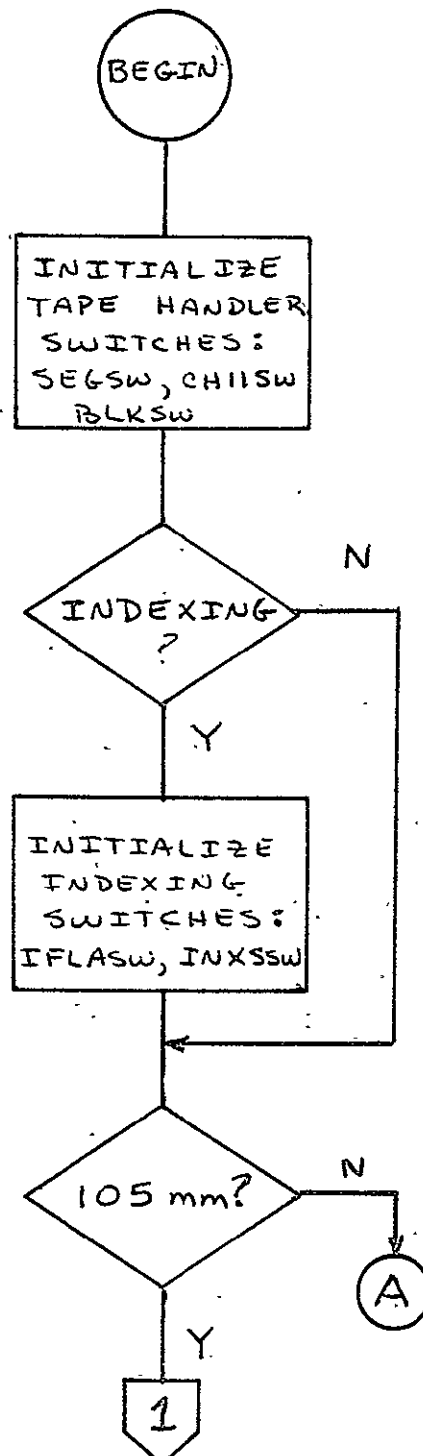 BEGIN
INITIALIZE
TAPE HANDLER
SWITCHES:
SEGSW, CH11SW
BLKSW
INDEXING
?
N
Y
INITIALIZE
INDEXING
SWITCHES:
IFLASW, INXSSW
105 mm?
N
A
Y
1